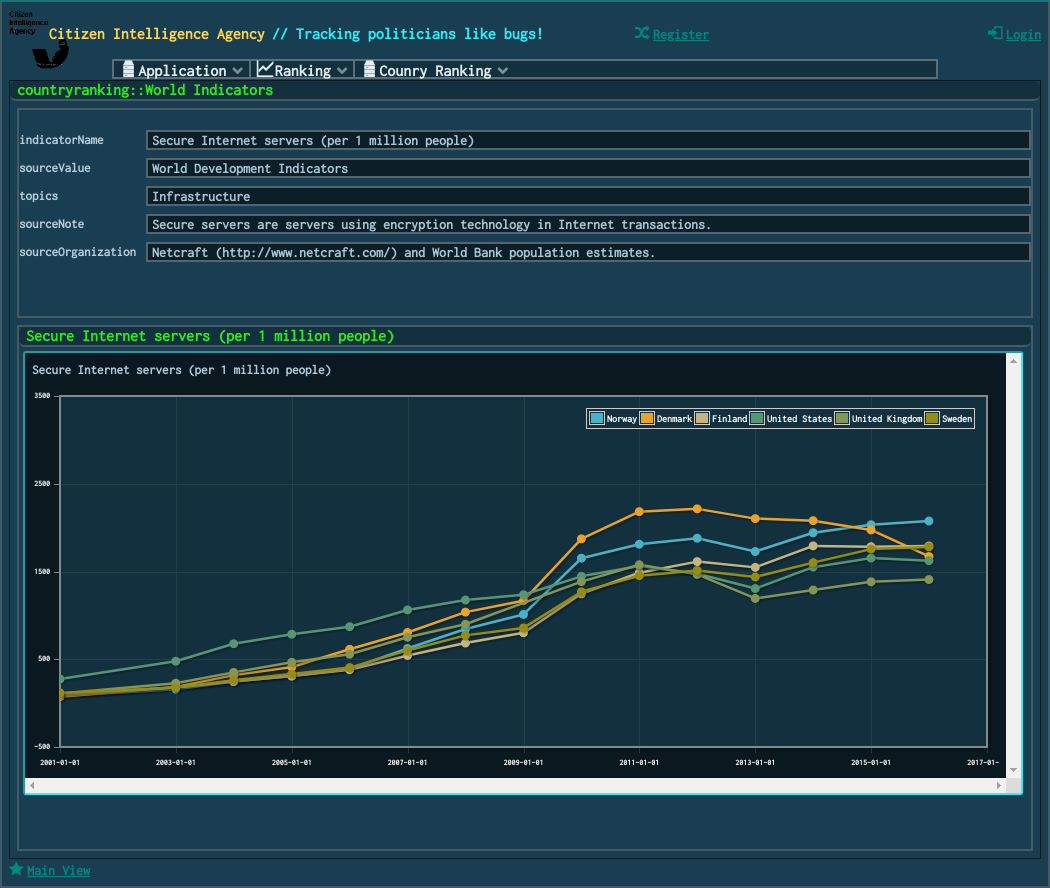 Citizen
Intelligence
Agency
Citizen Intelligence Agency // Tracking politicians like bugs!
Register
Login
Application
Ranking
Counry Ranking
countryranking::World Indicators
indicatorName
Secure Internet servers (per 1 million people)
sourceValue
World Development Indicators
topics
Infrastructure
sourceNote
Secure servers are servers using encryption technology in Internet transactions.
sourceOrganization
Netcraft (http://www.netcraft.com/) and World Bank population estimates.
Secure Internet servers (per 1 million people)
Secure Internet servers (per 1 million people)
3500
Norway Denmark Finland United States United Kingdom Sweden
2500
1500
500
-500
2001-01-01 2003-01-01 2005-01-01 2007-01-01 2009-01-01 2011-01-01 2013-01-01 2015-01-01 2017-01-
Main View